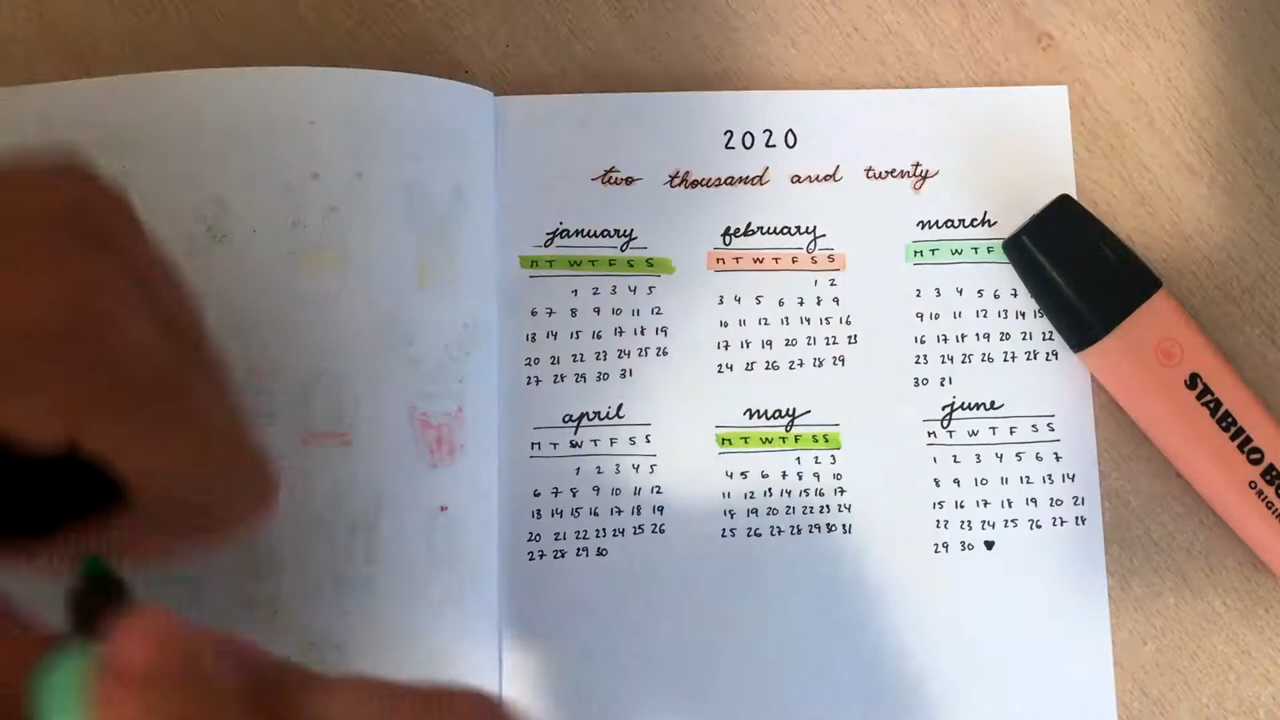 2020
two thousand and twenty
january
M T W T F S S
1 2 3 4 5
6 7 8 9 10 11 12
13 14 15 16 17 18 19
20 21 22 23 24 25 26
27 28 29 30 31
february
M T W T F S S
1 2
3 4 5 6 7 8 9
10 11 12 13 14 15 16
17 18 19 20 21 22 23
24 25 26 27 28 29
march
M T W T F
2 3 4 5 6 7
9 10 11 12 13 14 15
16 17 18 19 20 21 22
23 24 25 26 27 28 29
30 31
april
M T W T F S S
1 2 3 4 5
6 7 8 9 10 11 12
13 14 15 16 17 18 19
20 21 22 23 24 25 26
27 28 29 30
may
M T W T F S S
1 2 3
4 5 6 7 8 9 10
11 12 13 14 15 16 17
18 19 20 21 22 23 24
25 26 27 28 29 30 31
june
M T W T F S S
1 2 3 4 5 6 7
8 9 10 11 12 13 14
15 16 17 18 19 20 21
22 23 24 25 26 27 28
29 30 ♥
STABILO BO
ORIGIN